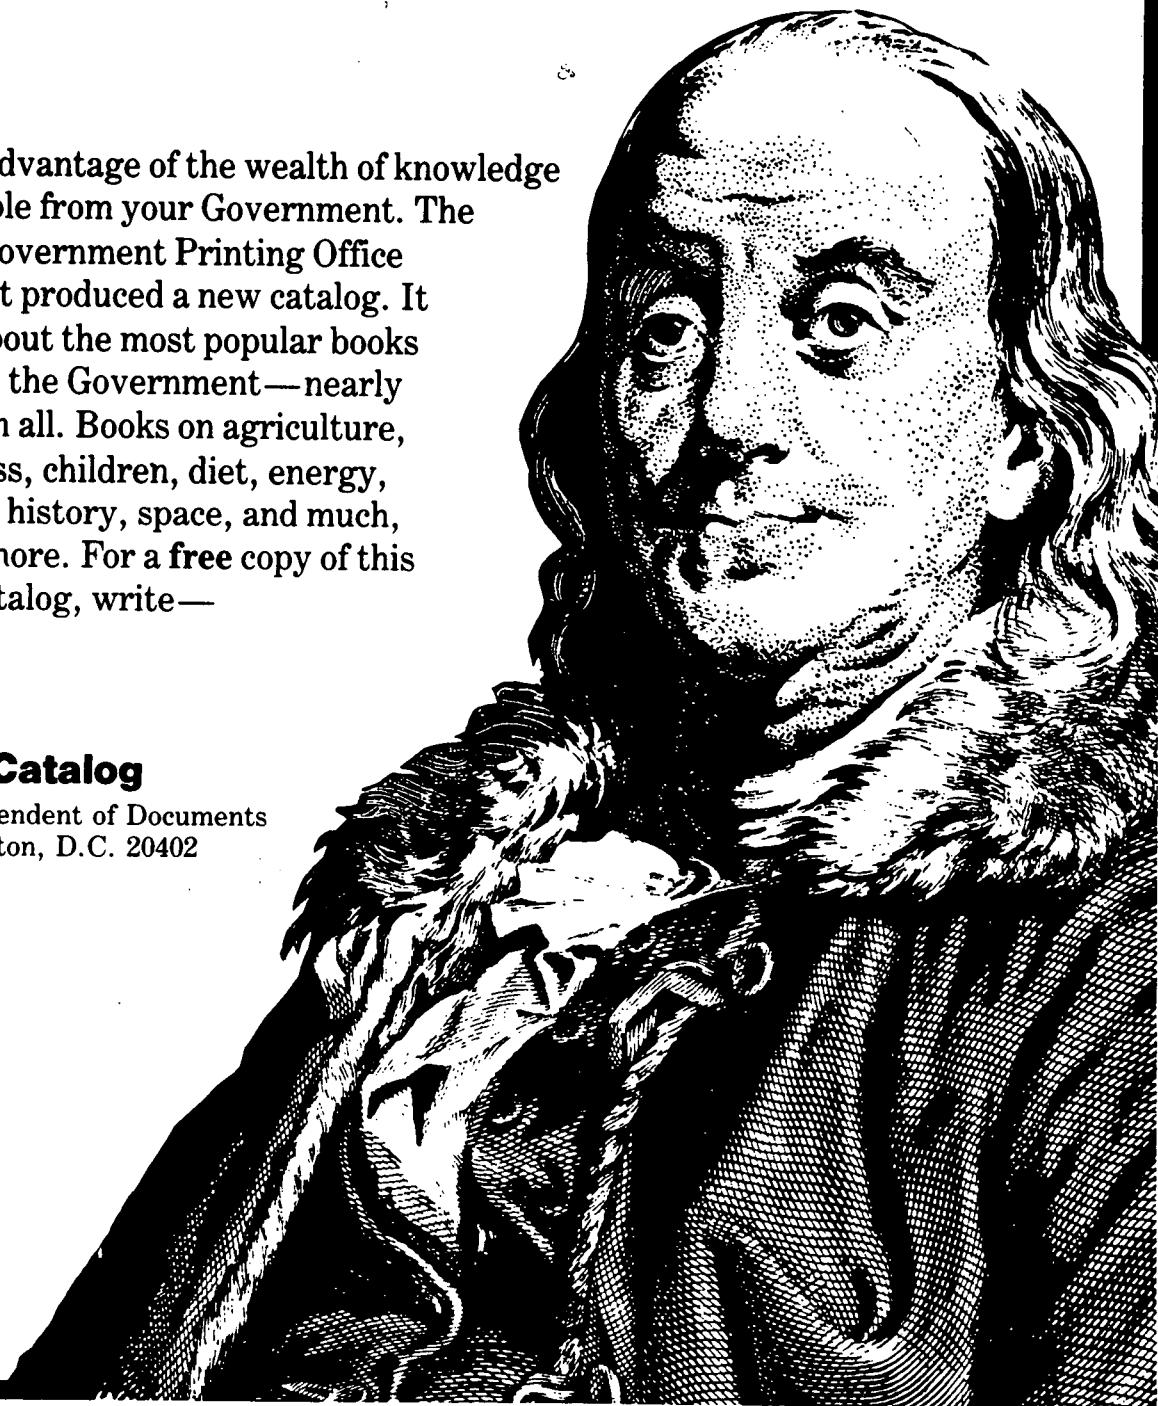 dvantage of the wealth of knowledge
le from your Government. The
overnment Printing Office
t produced a new catalog. It
out the most popular books
the Government—nearly
all. Books on agriculture,
ss, children, diet, energy,
history, space, and much,
ore. For a free copy of this
talog, write—
Catalog
endent of Documents
ton, D.C. 20402